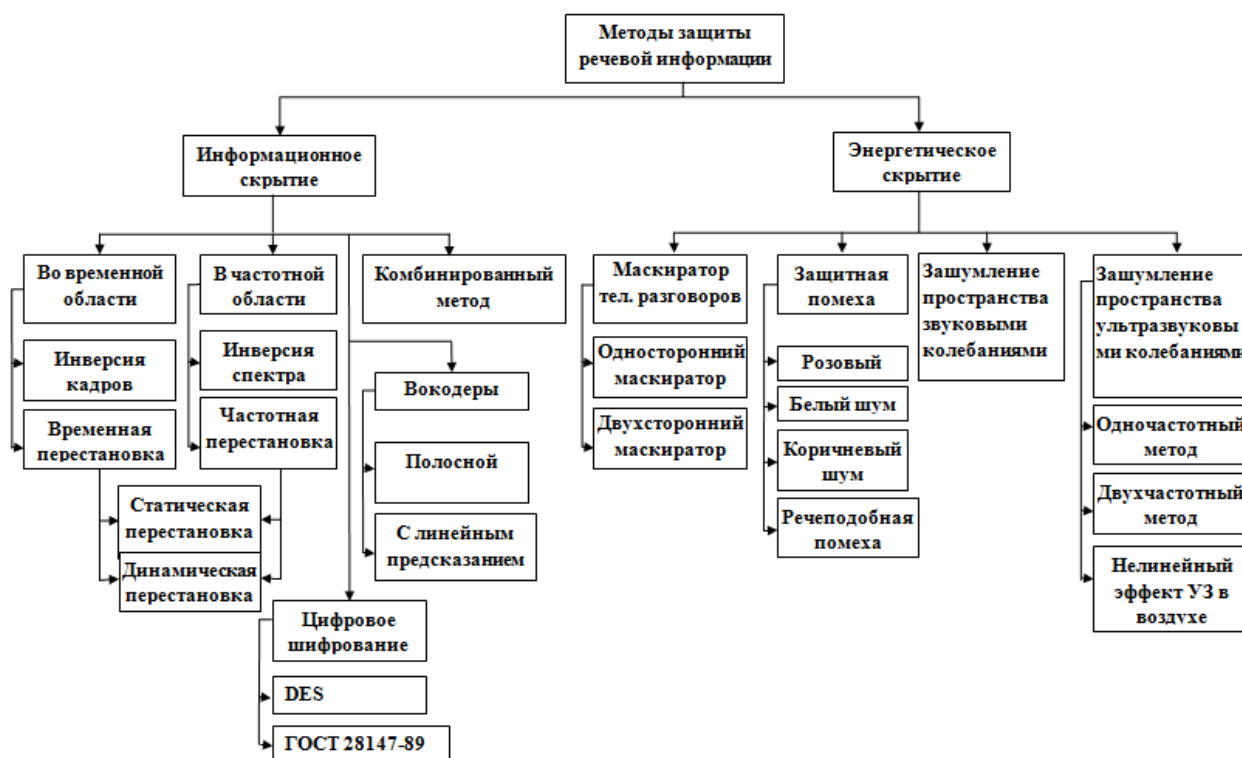 Методы защиты
речевой информации
Информационное
скрытие
Энергетическое
скрытие
Во временной
области
В частотной
области
Комбинированный
метод
Инверсия
кадров
Инверсия
спектра
Временная
перестановка
Частотная
перестановка
Статическая
перестановка
Динамическая
перестановка
Вокодеры
Полосной
С линейным
предсказанием
Цифровое
шифрование
DES
ГОСТ 28147-89
Маскиратор
тел. разговоров
Односторонний
маскиратор
Двухсторонний
маскиратор
Защитная
помеха
Розовый
Белый шум
Коричневый
шум
Речеподобная
помеха
Зашумление
пространства
звуковыми
колебаниями
Зашумление
пространства
ультразвуковы
ми колебаниями
Одночастотный
метод
Двухчастотный
метод
Нелинейный
эффект УЗ в
воздухе